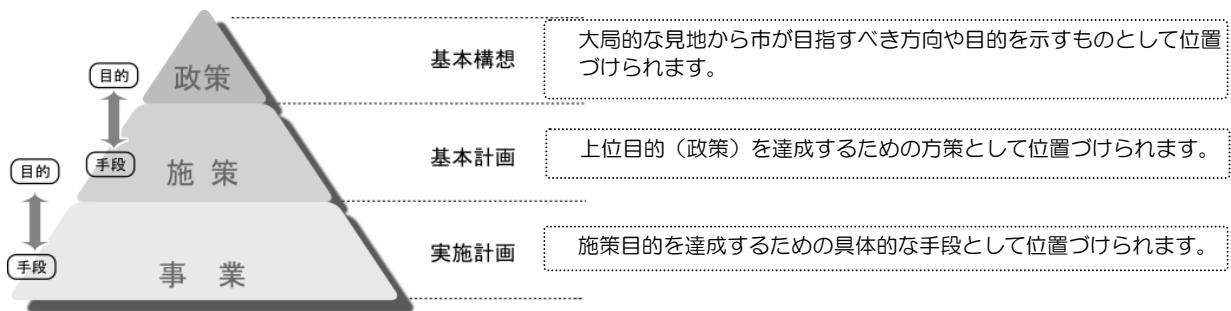 目的
手段
目的
手段
政策
施 策
事 業
基本構想
大局的な見地から市が目指すべき方向や目的を示すものとして位置
づけられます。
基本計画
上位目的（政策）を達成するための方策として位置づけられます。
実施計画
施策目的を達成するための具体的な手段として位置づけられます。